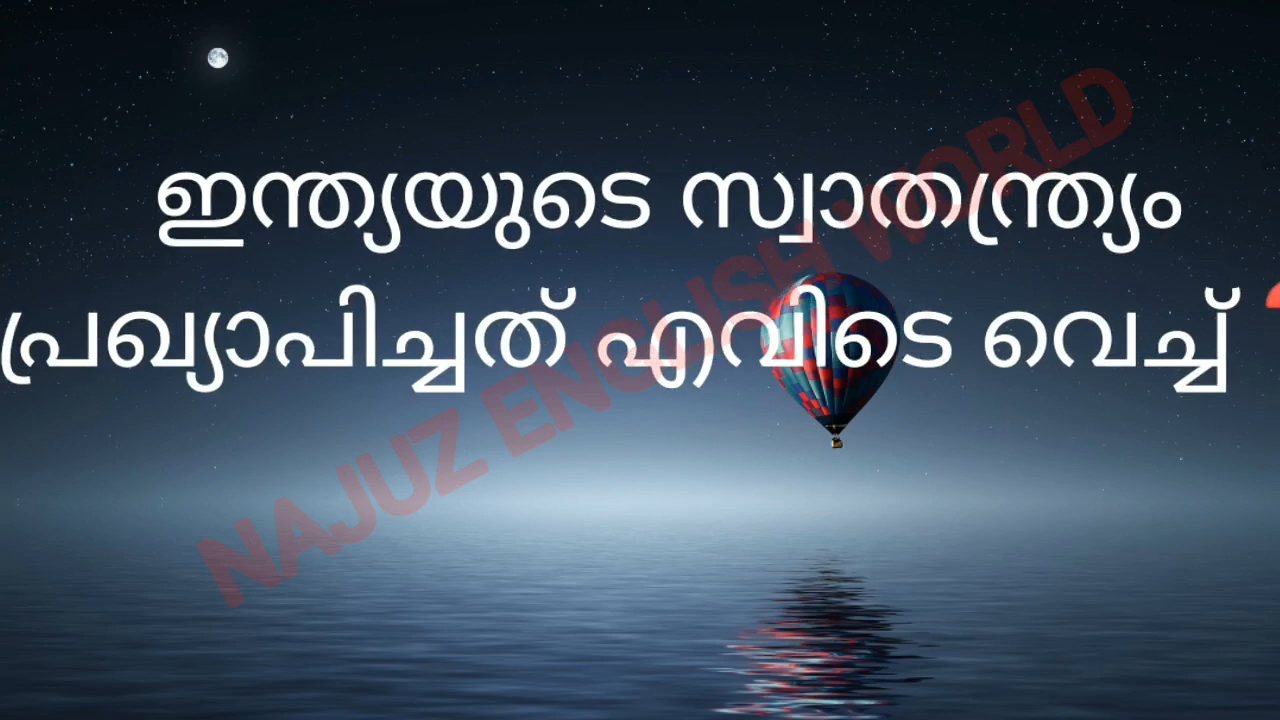 ഇന്ത്യയുടെ സ്വാതന്ത്ര്യം
പ്രഖ്യാപിച്ചത് എവിടെ വെച്ച്
NAJUZ ENGLISH WORLD